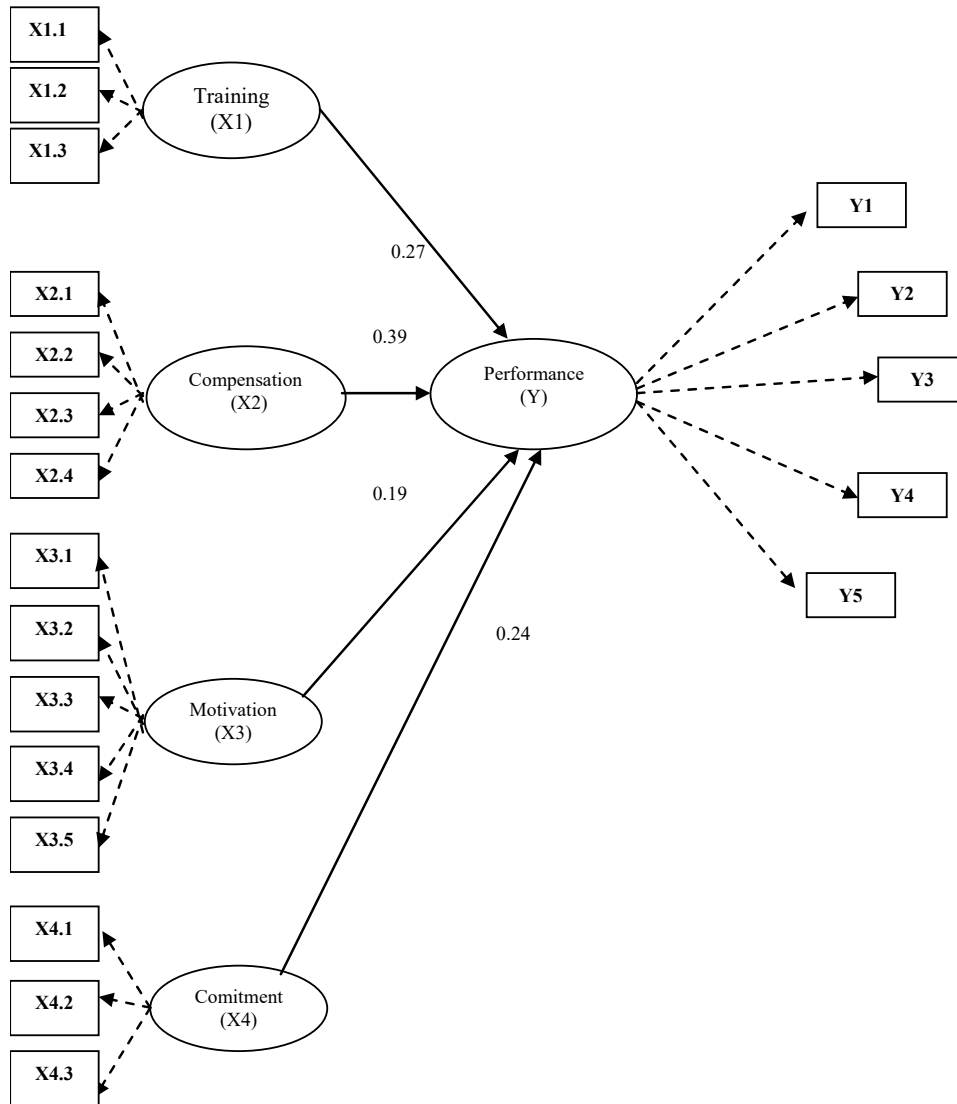 X1.1
X1.2
X1.3
Training
(X1)
0.27
X2.1
X2.2
X2.3
X2.4
Compensation
(X2)
0.39
Performance
(Y)
Y1
Y2
Y3
Y4
Y5
0.19
X3.1
X3.2
X3.3
X3.4
X3.5
Motivation
(X3)
0.24
X4.1
X4.2
X4.3
Comitment
(X4)